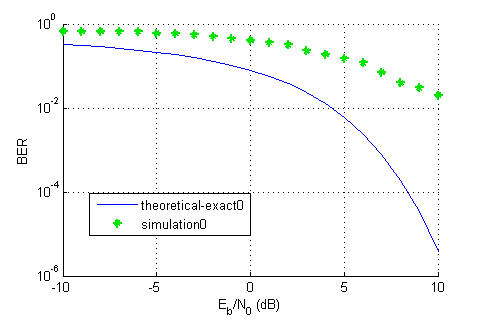 10^0
10^-2
10^-4
10^-6
BER
theoretical-exact0
simulation0
-10 -5 0 5 10
E_b/N_0 (dB)